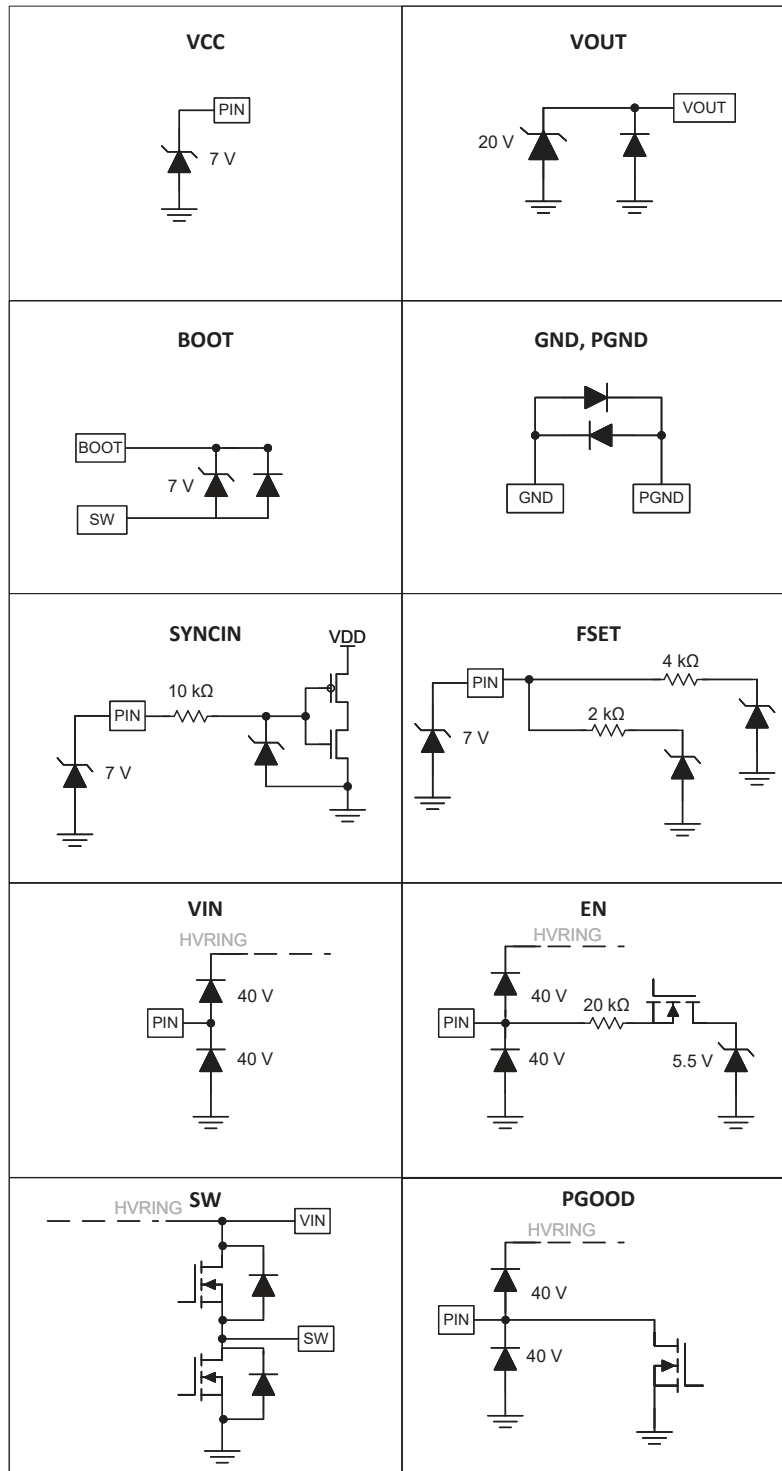 VCC
PIN
7 V
VOUT
VOUT
20 V
BOOT
BOOT
7 V
SW
GND, PGND
GND
PGND
SYNCIN
VDD
10 kΩ
PIN
7 V
FSET
4 kΩ
PIN
2 kΩ
7 V
VIN
HVRING
40 V
PIN
40 V
EN
HVRING
40 V
20 kΩ
PIN
40 V
5.5 V
SW
HVRING
VIN
SW
PGOOD
HVRING
40 V
PIN
40 V